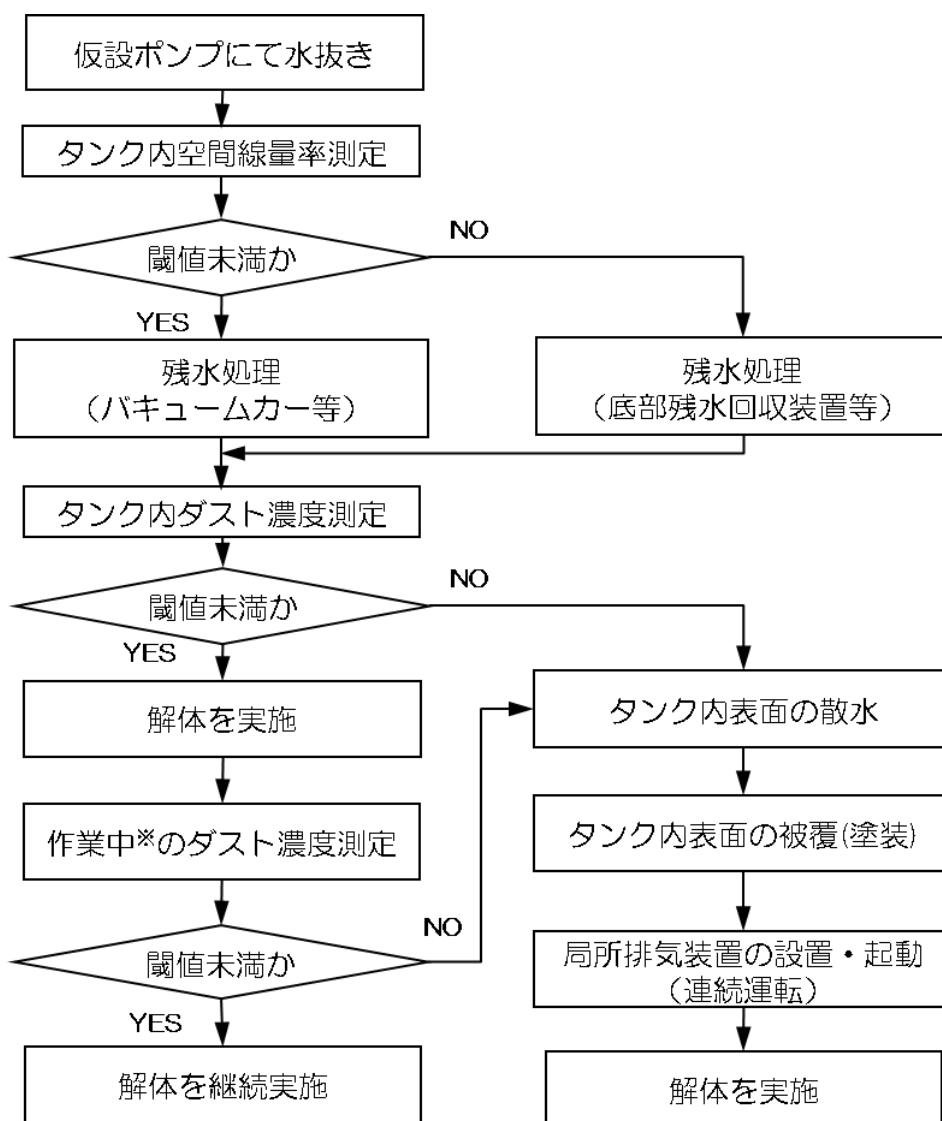 仮設ポンプにて水抜き
タンク内空間線量率測定
閾値未満か
NO
YES
残水処理
（バキュームカー等）
残水処理
（底部残水回収装置等）
タンク内ダスト濃度測定
閾値未満か
NO
YES
解体を実施
タンク内表面の散水
作業中※のダスト濃度測定
タンク内表面の被覆(塗装)
閾値未満か
NO
YES
局所排気装置の設置・起動
（連続運転）
解体を継続実施
解体を実施